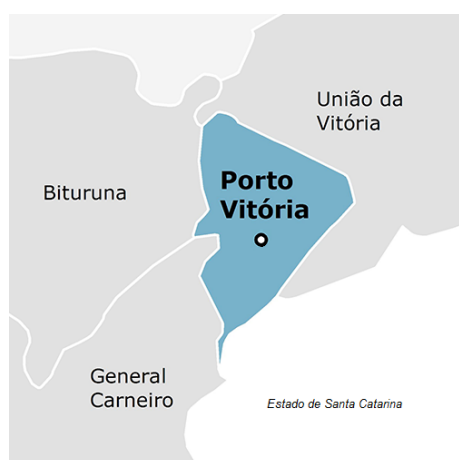 União da
Vitória
Porto
Vitória
Bituruna
General
Carneiro
Estado de Santa Catarina